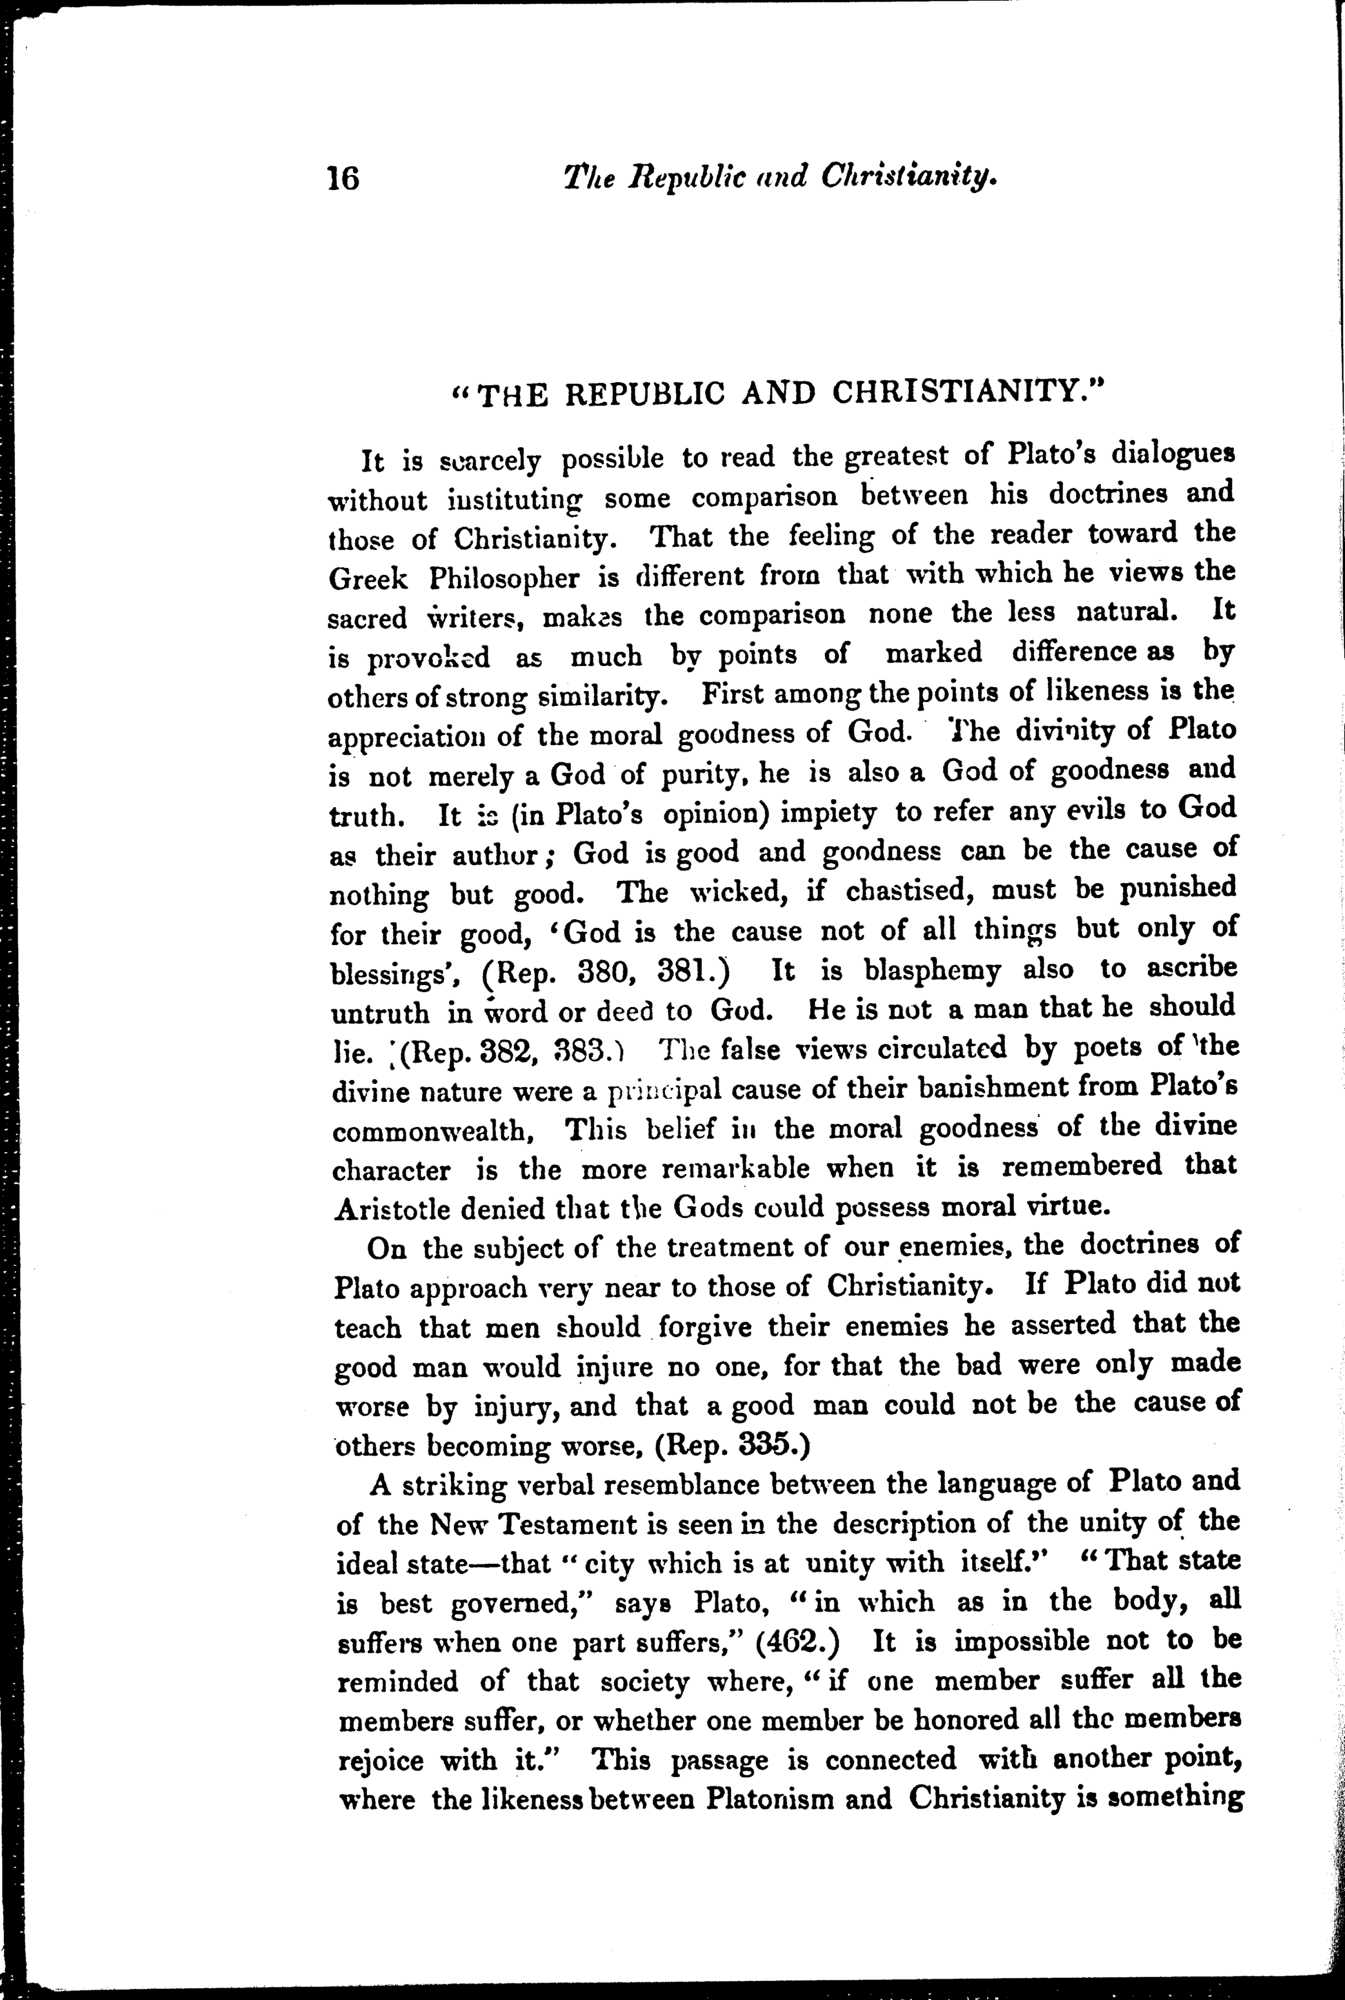 16 The Republic and Christianity.
"THE REPUBLIC AND CHRISTIANITY."
It is scarcely possible to read the greatest of Plato's dialogues
without instituting some comparison between his doctrines and
those of Christianity. That the feeling of the reader toward the
Greek Philosopher is different from that with which he views the
sacred writers, makes the comparison none the less natural. It
is provoked as much by points of marked difference as by
others of strong similarity. First among the points of likeness is the
appreciation of the moral goodness of God. The divinity of Plato
is not merely a God of purity, he is also a God of goodness and
truth. It is (in Plato's opinion) impiety to refer any evils to God
as their author; God is good and goodness can be the cause of
nothing but good. The wicked, if chastised, must be punished
for their good, 'God is the cause not of all things but only of
blessings', (Rep. 380, 381.) It is blasphemy also to ascribe
untruth in word or deed to God. He is not a man that he should
lie. (Rep. 382, 383.) The false views circulated by poets of the
divine nature were a principal cause of their banishment from Plato's
commonwealth, This belief in the moral goodness of the divine
character is the more remarkable when it is remembered that
Aristotle denied that the Gods could possess moral virtue.
On the subject of the treatment of our enemies, the doctrines of
Plato approach very near to those of Christianity. If Plato did not
teach that men should forgive their enemies he asserted that the
good man would injure no one, for that the bad were only made
worse by injury, and that a good man could not be the cause of
others becoming worse, (Rep. 335.)
A striking verbal resemblance between the language of Plato and
of the New Testament is seen in the description of the unity of the
ideal state—that "city which is at unity with itself." "That state
is best governed," says Plato, "in which as in the body, all
suffers when one part suffers," (462.) It is impossible not to be
reminded of that society where, "if one member suffer all the
members suffer, or whether one member be honored all the members
rejoice with it." This passage is connected with another point,
where the likeness between Platonism and Christianity is something